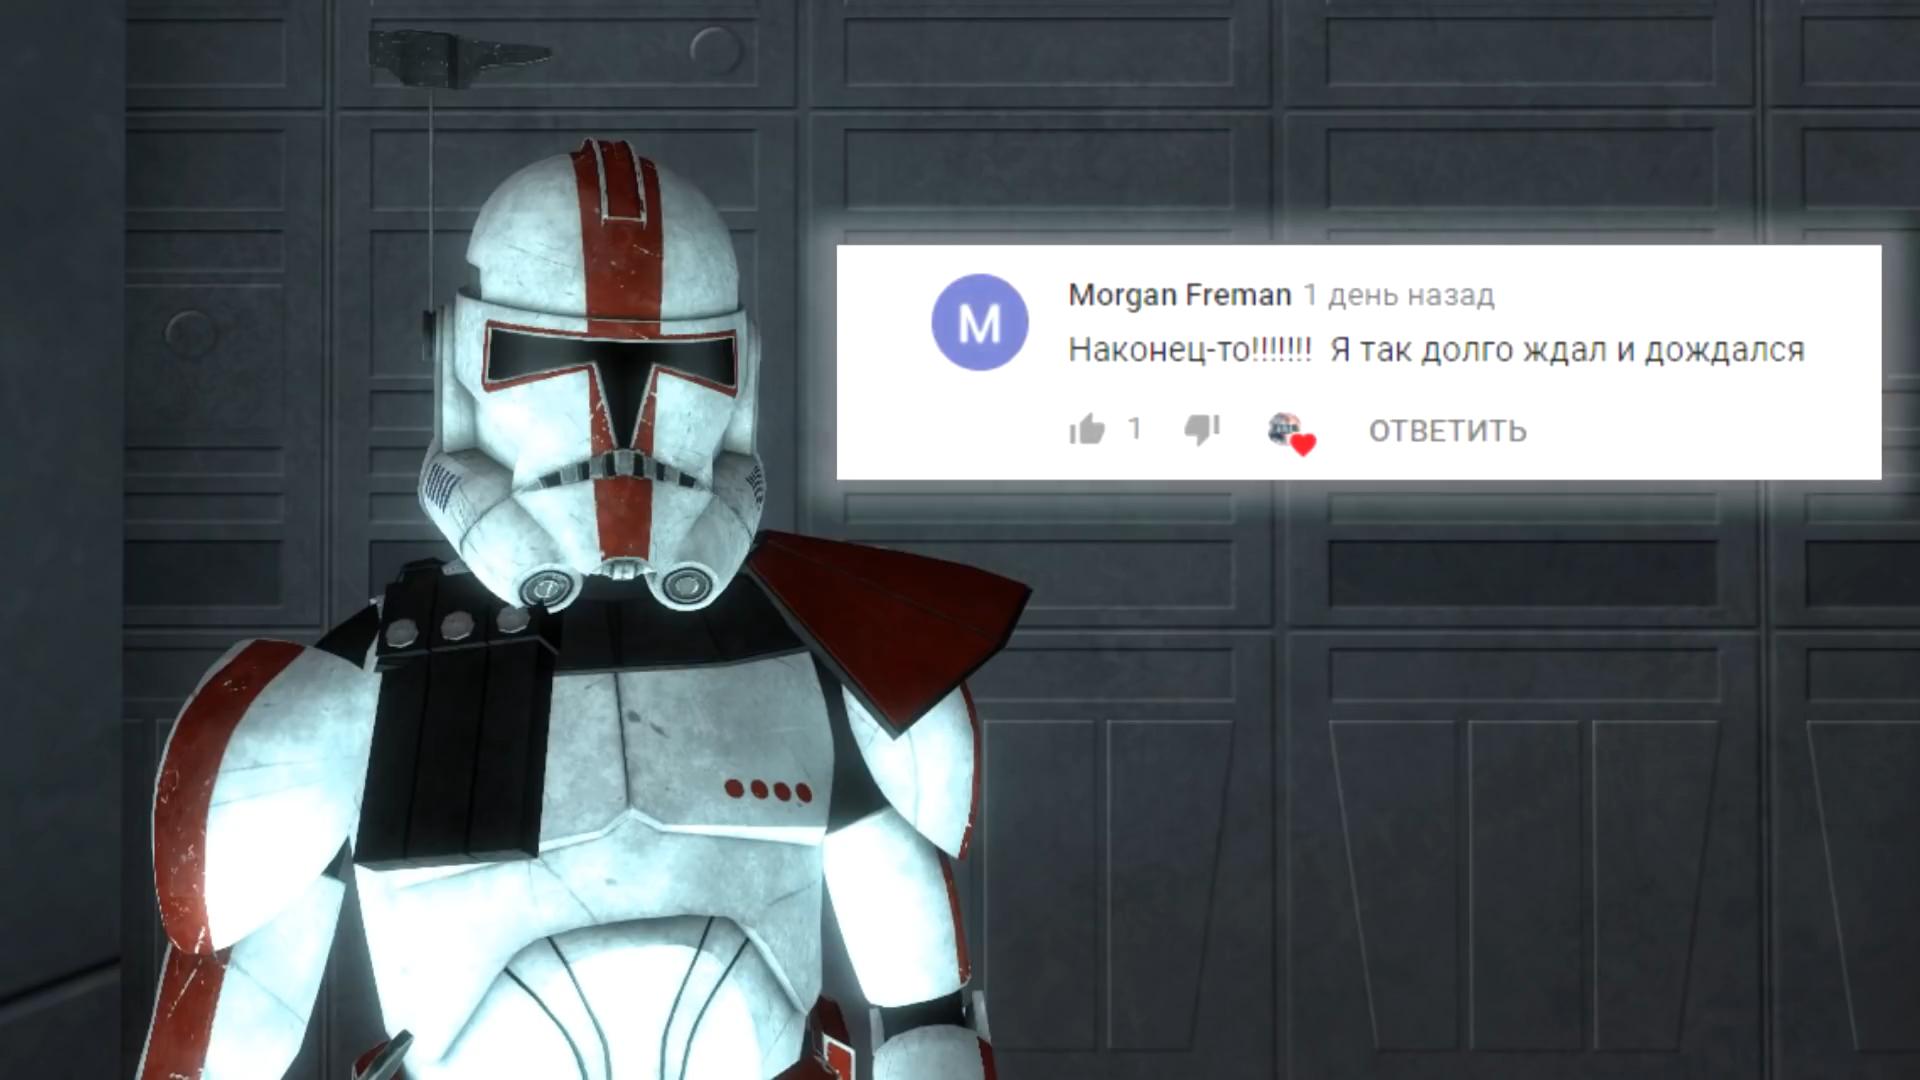 M
Morgan Freman 1 день назад
Наконец-то!!!!!!! Я так долго ждал и дождался
1 ОТВЕТИТЬ